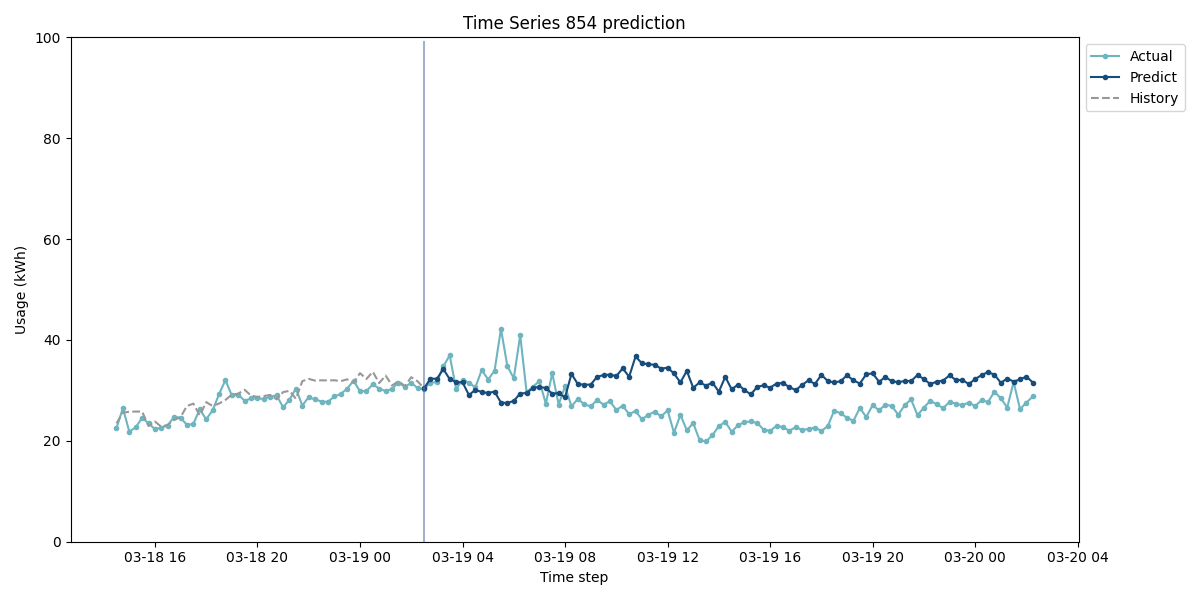 Time Series 854 prediction
100
80
60
40
20
0
Usage (kWh)
03-18 16
03-18 20
03-19 00
03-19 04
03-19 08
03-19 12
03-19 16
03-19 20
03-20 00
03-20 04
Time step
Actual
Predict
History